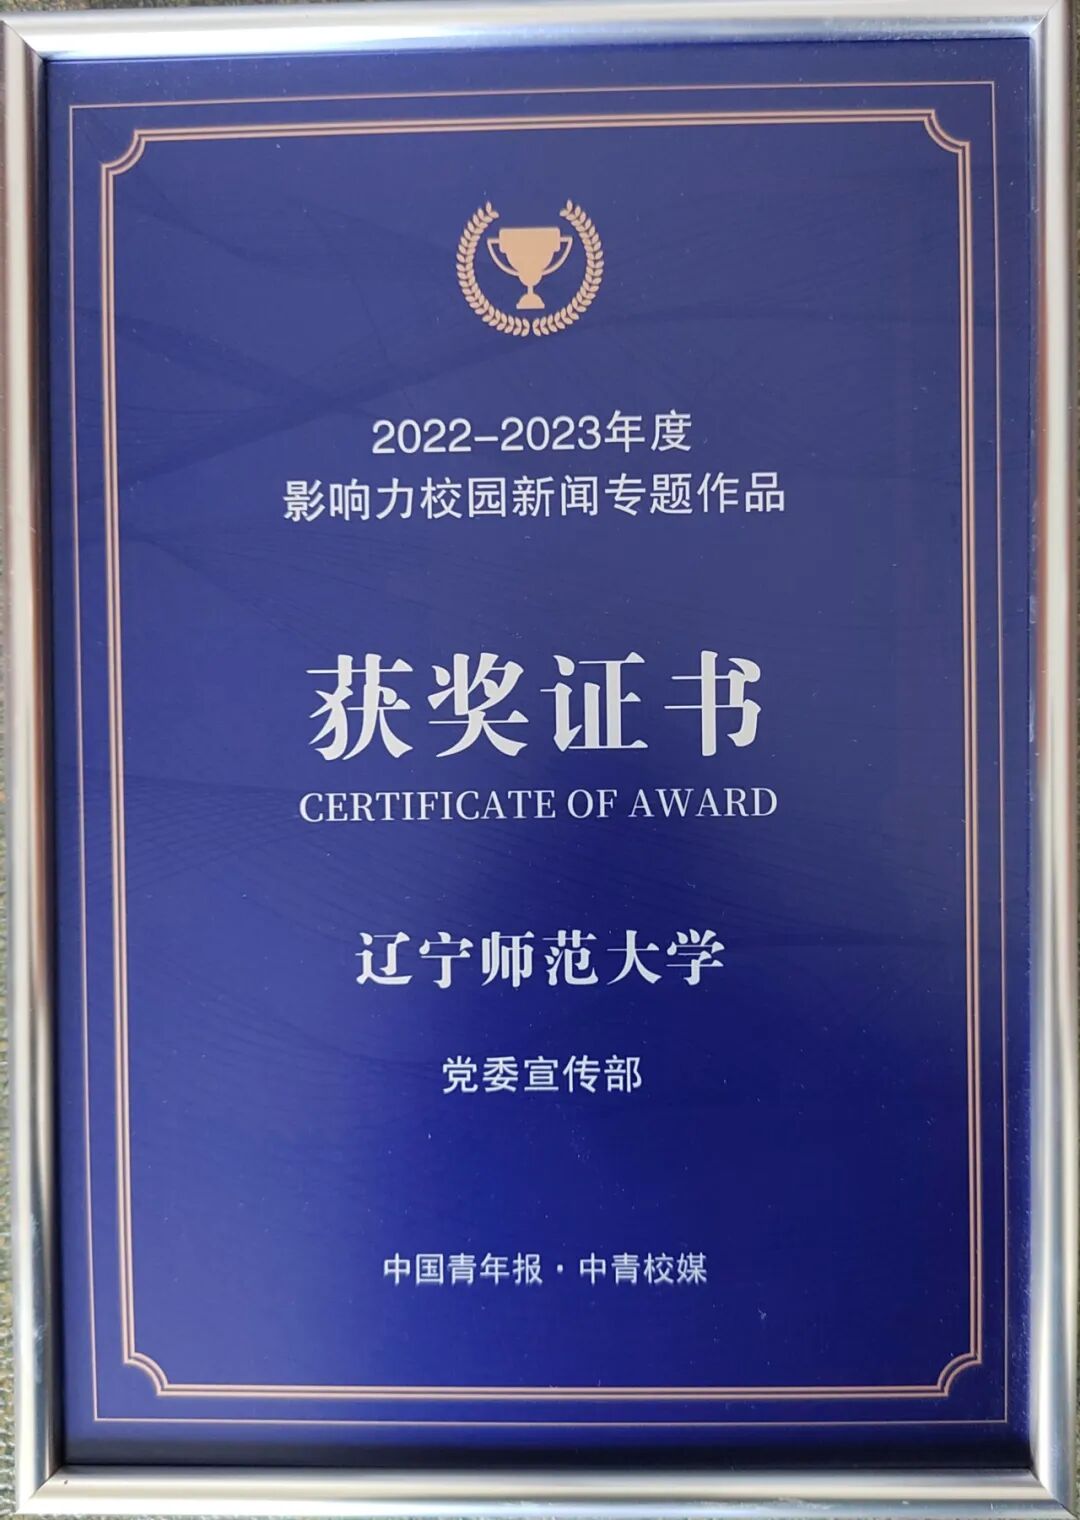 2022-2023年度
影响力校园新闻专题作品
获奖证书
CERTIFICATE OF AWARD
辽宁师范大学
党委宣传部
中国青年报·中青校媒